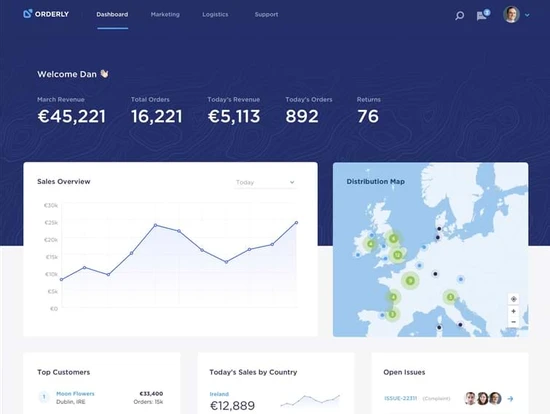 ORDERLY
Dashboard
Marketing
Logistics
Support
Welcome Dan 👋🏻
March Revenue
€45,221
Total Orders
16,221
Today's Revenue
€5,113
Today's Orders
892
Returns
76
Sales Overview
Today
€30k
€25k
€20k
€15k
€10k
€5k
€0
Distribution Map
Top Customers
1
Moon Flowers
Dublin, IRE
€33,400
Orders: 15k
Today's Sales by Country
Ireland
€12,889
Open Issues
ISSUE-22311 (Complaint)